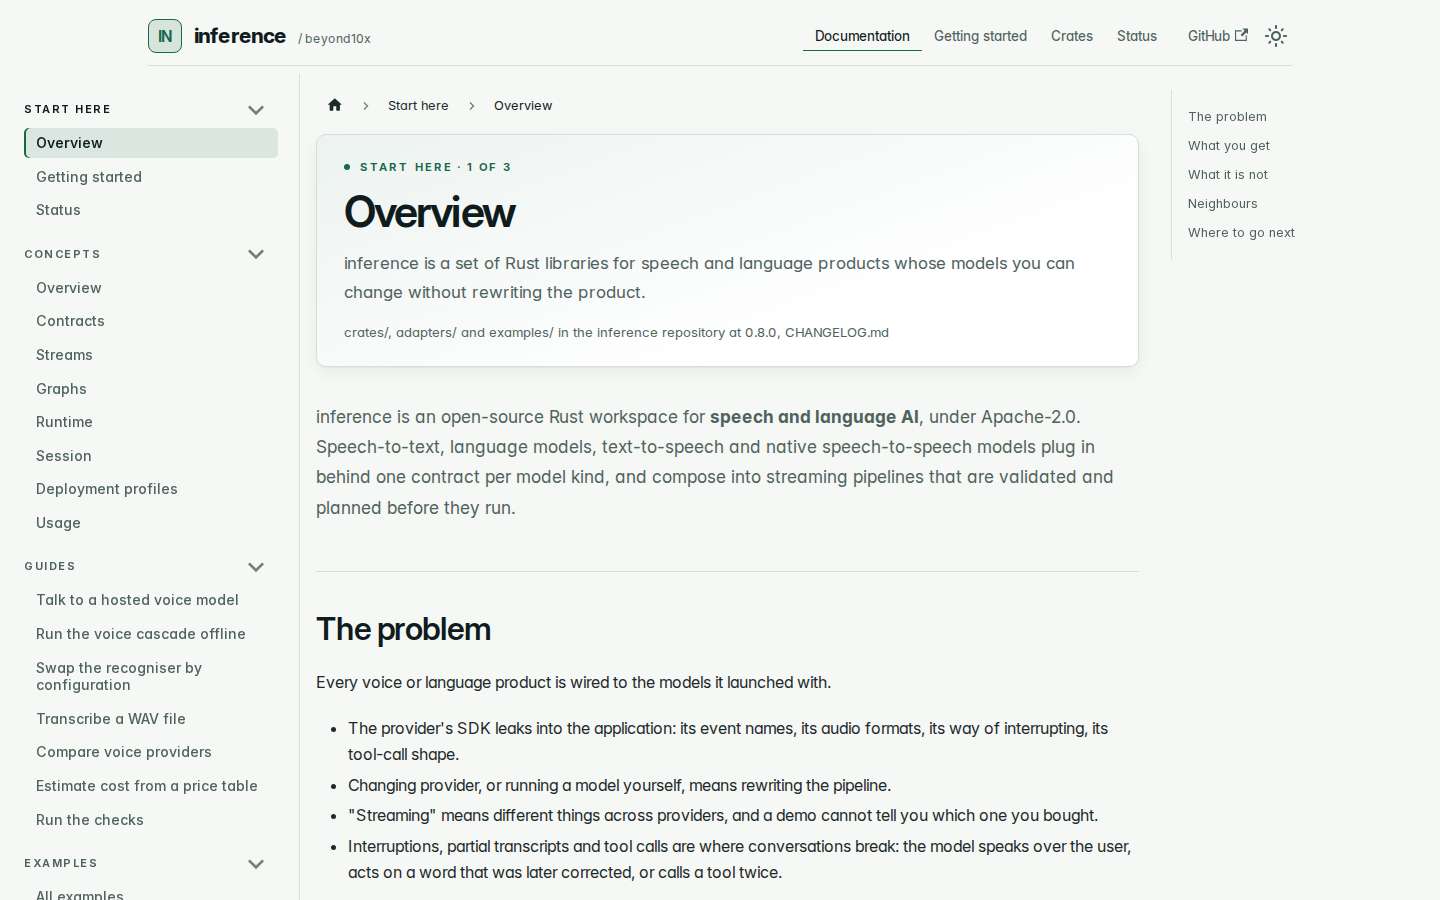 IN inference / beyond10x
Documentation Getting started Crates Status GitHub
START HERE
Overview
Getting started
Status
CONCEPTS
Overview
Contracts
Streams
Graphs
Runtime
Session
Deployment profiles
Usage
GUIDES
Talk to a hosted voice model
Run the voice cascade offline
Swap the recogniser by
configuration
Transcribe a WAV file
Compare voice providers
Estimate cost from a price table
Run the checks
EXAMPLES
All examples
Start here Overview
START HERE · 1 OF 3
Overview
inference is a set of Rust libraries for speech and language products whose models you can
change without rewriting the product.
crates/, adapters/ and examples/ in the inference repository at 0.8.0, CHANGELOG.md
inference is an open-source Rust workspace for speech and language AI, under Apache-2.0.
Speech-to-text, language models, text-to-speech and native speech-to-speech models plug in
behind one contract per model kind, and compose into streaming pipelines that are validated and
planned before they run.
The problem
Every voice or language product is wired to the models it launched with.
• The provider's SDK leaks into the application: its event names, its audio formats, its way of interrupting, its
tool-call shape.
• Changing provider, or running a model yourself, means rewriting the pipeline.
• "Streaming" means different things across providers, and a demo cannot tell you which one you bought.
• Interruptions, partial transcripts and tool calls are where conversations break: the model speaks over the user,
acts on a word that was later corrected, or calls a tool twice.
The problem
What you get
What it is not
Neighbours
Where to go next